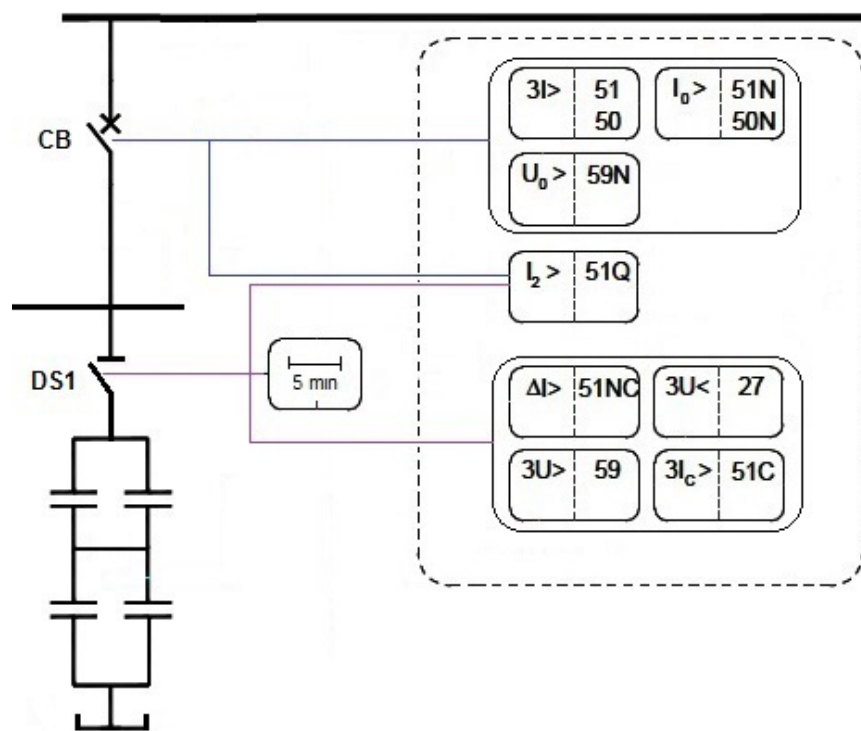 3I> 51 I₀> 51N
50 50N
CB
U₀> 59N
I₂> 51Q
DS1
5 min
ΔI> 51NC 3U< 27
3U> 59 3I_C> 51C